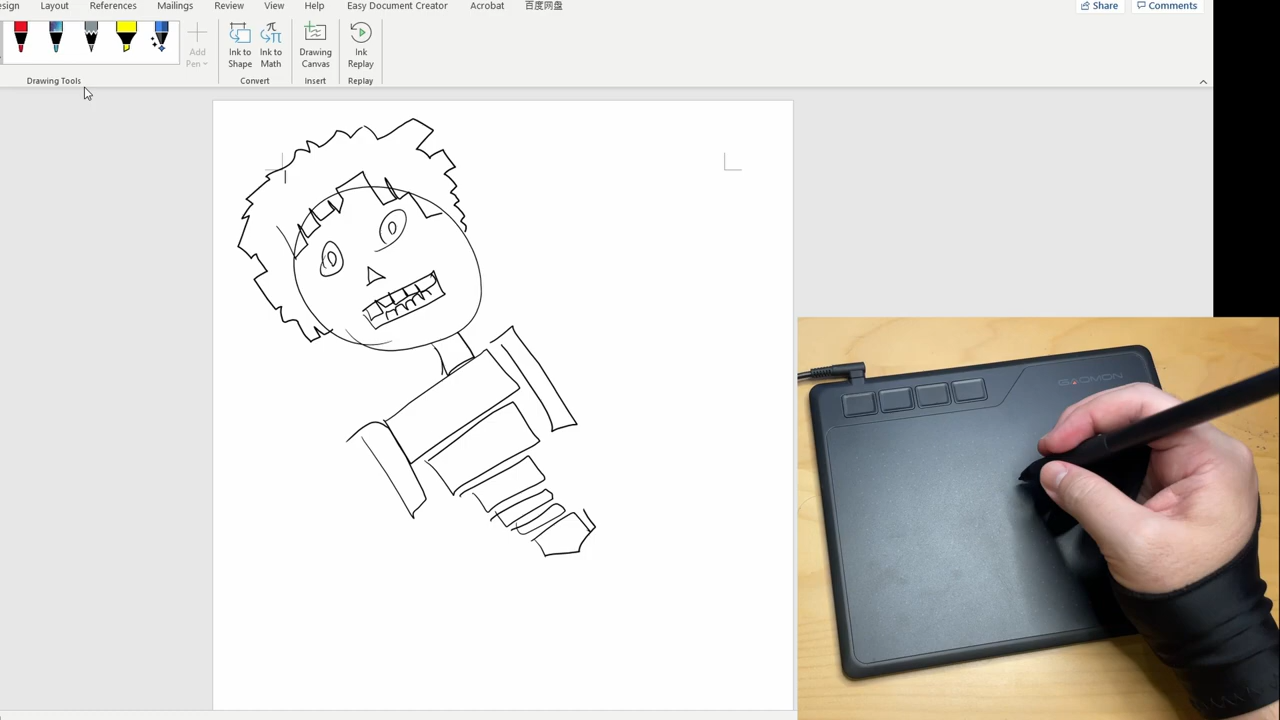 Layout References Mailings Review View Help Easy Document Creator Acrobat 百度网盘 Share Comments
Add Pen
Ink to Shape
Ink to Math
Drawing Canvas
Ink Replay
Drawing Tools Convert Insert Replay
GAOMON